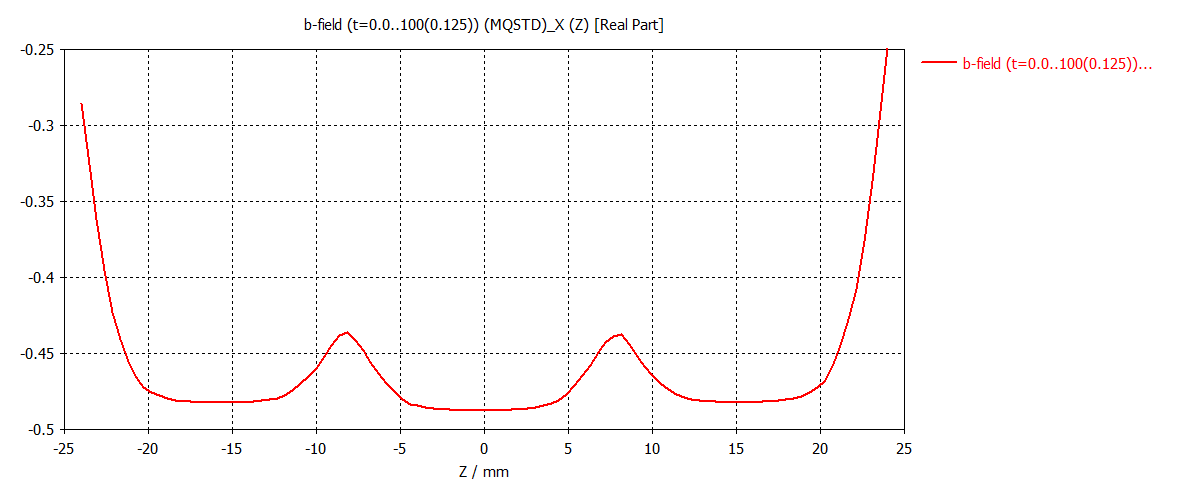 b-field (t=0.0..100(0.125)) (MQSTD)_X (Z) [Real Part]
b-field (t=0.0..100(0.125))...
-0.25
-0.3
-0.35
-0.4
-0.45
-0.5
-25 -20 -15 -10 -5 0 5 10 15 20 25
Z / mm